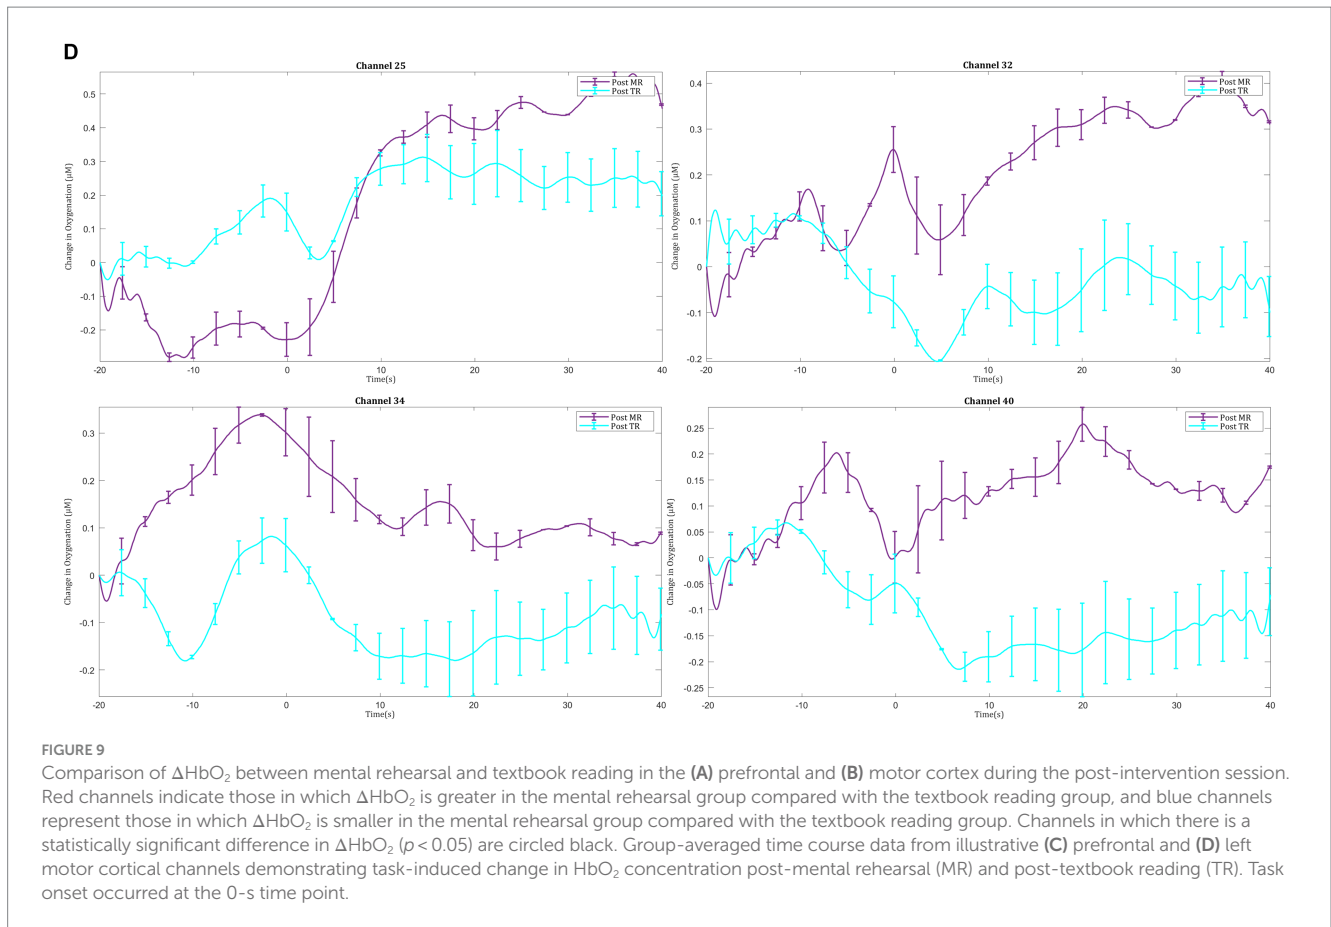 D
Channel 25
Post MR
Post TR
Change in Oxygenation (µM)
0.5
0.4
0.3
0.2
0.1
0
-0.1
-0.2
-20
-10
0
10
20
30
40
Time(s)
Channel 32
Post MR
Post TR
Change in Oxygenation (µM)
0.4
0.3
0.2
0.1
0
-0.1
-0.2
-20
-10
0
10
20
30
40
Time(s)
Channel 34
Post MR
Post TR
Change in Oxygenation (µM)
0.3
0.2
0.1
0
-0.1
-0.2
-20
-10
0
10
20
30
40
Time(s)
Channel 40
Post MR
Post TR
Change in Oxygenation (µM)
0.25
0.2
0.15
0.1
0.05
0
-0.05
-0.1
-0.15
-0.2
-0.25
-20
-10
0
10
20
30
40
Time(s)
FIGURE 9
Comparison of ΔHbO₂ between mental rehearsal and textbook reading in the (A) prefrontal and (B) motor cortex during the post-intervention session.
Red channels indicate those in which ΔHbO₂ is greater in the mental rehearsal group compared with the textbook reading group, and blue channels
represent those in which ΔHbO₂ is smaller in the mental rehearsal group compared with the textbook reading group. Channels in which there is a
statistically significant difference in ΔHbO₂ (p < 0.05) are circled black. Group-averaged time course data from illustrative (C) prefrontal and (D) left
motor cortical channels demonstrating task-induced change in HbO₂ concentration post-mental rehearsal (MR) and post-textbook reading (TR). Task
onset occurred at the 0-s time point.